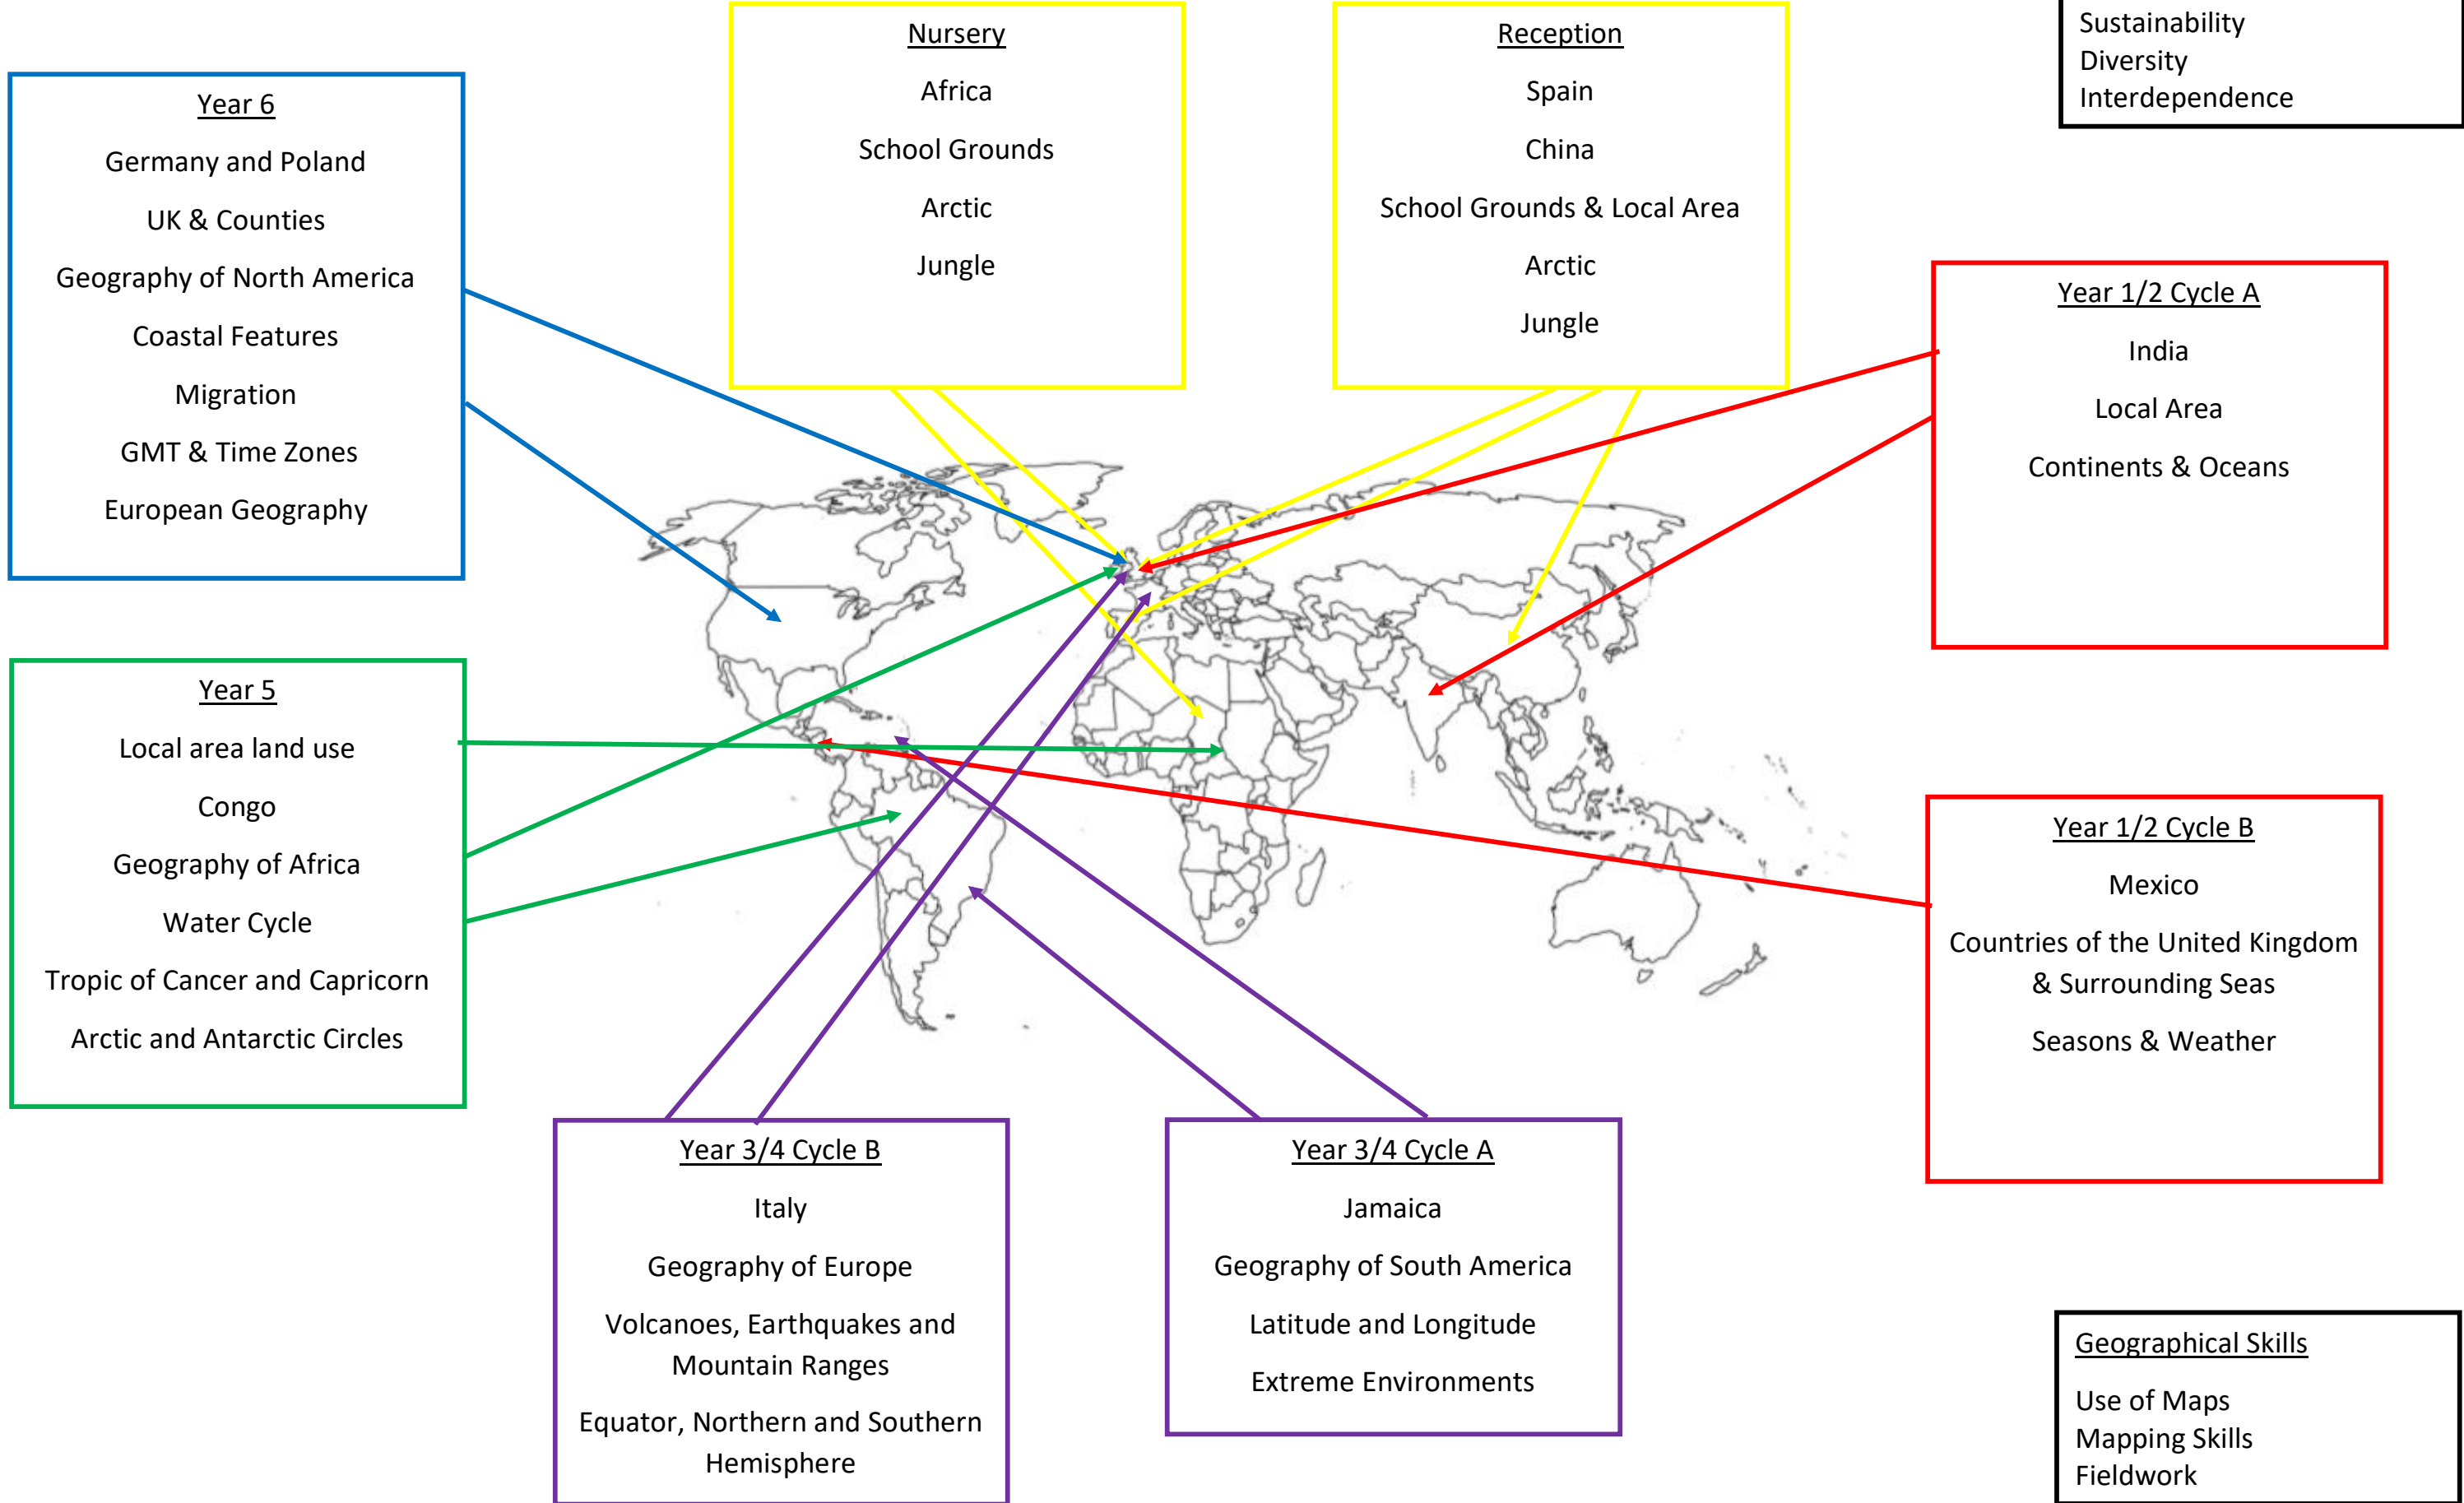 Nursery
Africa
School Grounds
Arctic
Jungle
Reception
Spain
China
School Grounds & Local Area
Arctic
Jungle
Sustainability
Diversity
Interdependence
Year 6
Germany and Poland
UK & Counties
Geography of North America
Coastal Features
Migration
GMT & Time Zones
European Geography
Year 1/2 Cycle A
India
Local Area
Continents & Oceans
Year 5
Local area land use
Congo
Geography of Africa
Water Cycle
Tropic of Cancer and Capricorn
Arctic and Antarctic Circles
Year 1/2 Cycle B
Mexico
Countries of the United Kingdom
& Surrounding Seas
Seasons & Weather
Year 3/4 Cycle B
Italy
Geography of Europe
Volcanoes, Earthquakes and
Mountain Ranges
Equator, Northern and Southern
Hemisphere
Year 3/4 Cycle A
Jamaica
Geography of South America
Latitude and Longitude
Extreme Environments
Geographical Skills
Use of Maps
Mapping Skills
Fieldwork